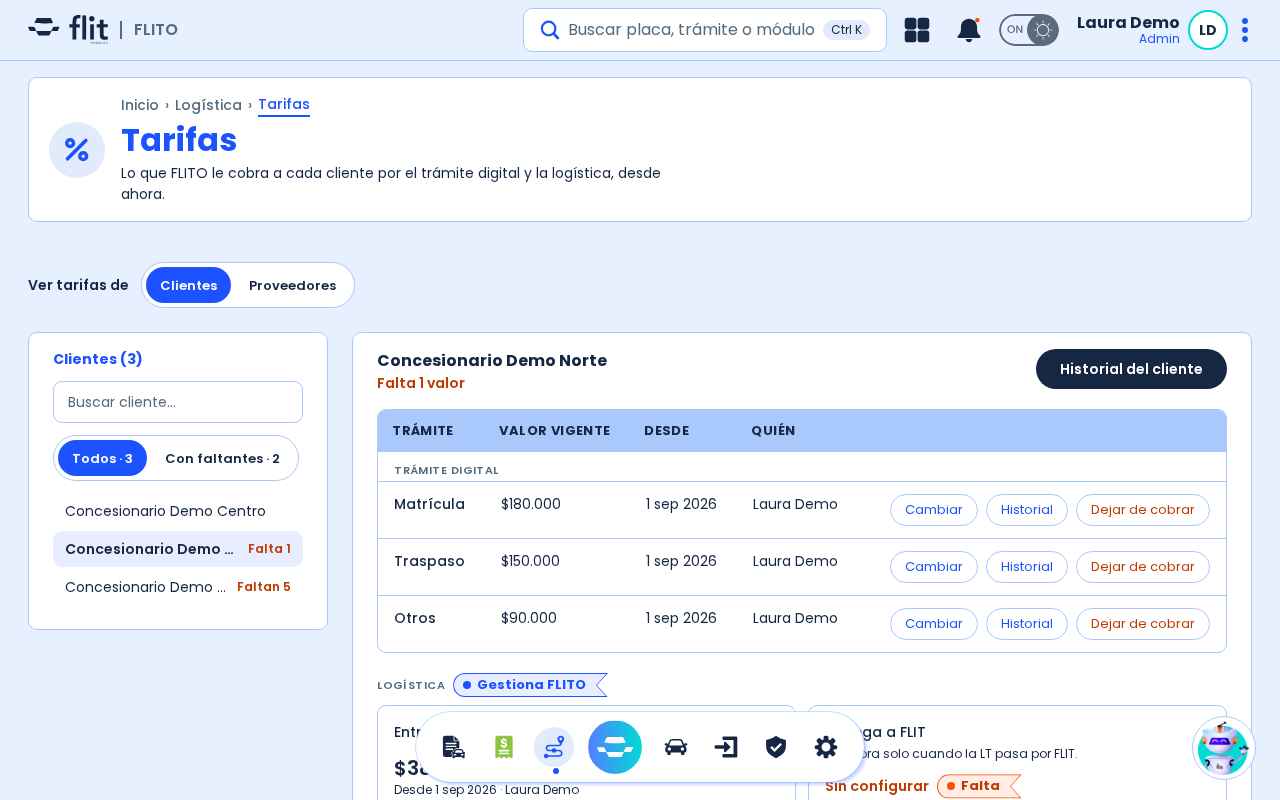 flit | FLITO
Buscar placa, trámite o módulo Ctrl K
ON
Laura Demo
Admin
LD
Inicio › Logística › Tarifas
Tarifas
Lo que FLITO le cobra a cada cliente por el trámite digital y la logística, desde
ahora.
Ver tarifas de Clientes Proveedores
Clientes (3)
Buscar cliente...
Todos · 3 Con faltantes · 2
Concesionario Demo Centro
Concesionario Demo ... Falta 1
Concesionario Demo ... Faltan 5
Concesionario Demo Norte
Falta 1 valor
Historial del cliente
TRÁMITE VALOR VIGENTE DESDE QUIÉN
TRÁMITE DIGITAL
Matrícula $180.000 1 sep 2026 Laura Demo Cambiar Historial Dejar de cobrar
Traspaso $150.000 1 sep 2026 Laura Demo Cambiar Historial Dejar de cobrar
Otros $90.000 1 sep 2026 Laura Demo Cambiar Historial Dejar de cobrar
LOGÍSTICA Gestiona FLITO
Desde 1 sep 2026 · Laura Demo
a FLIT
solo cuando la LT pasa por FLIT.
Sin configurar Falta